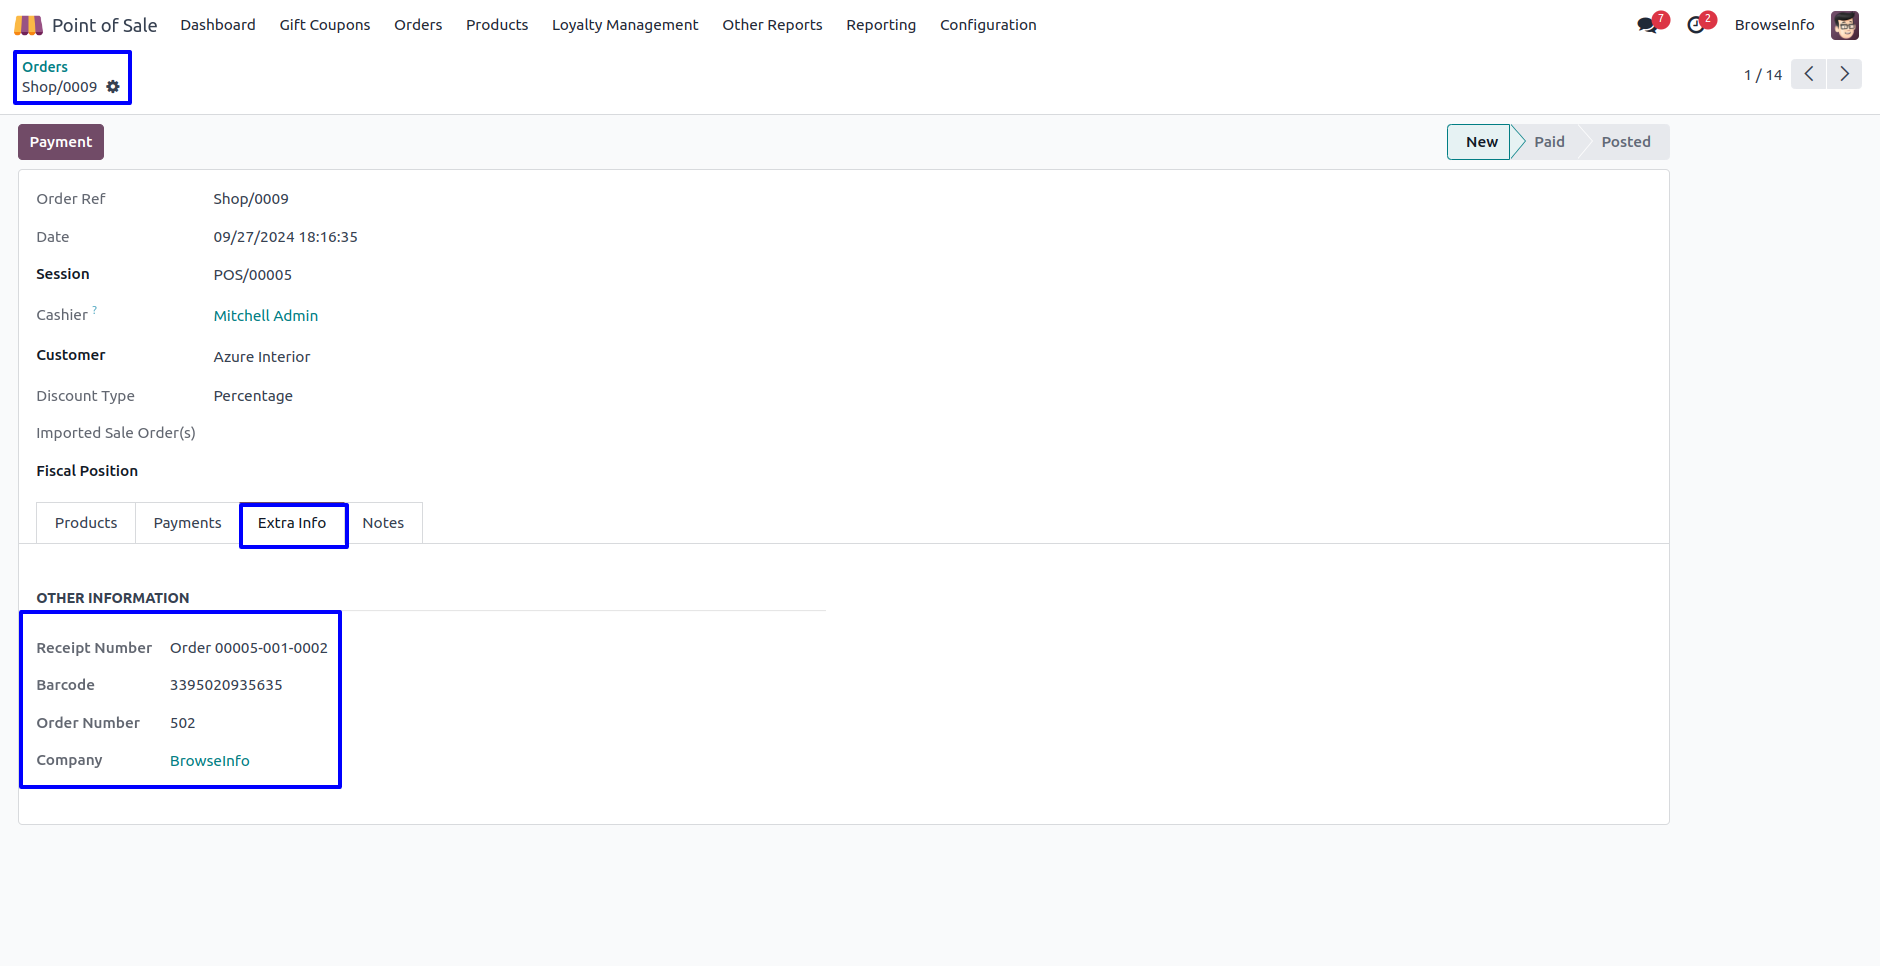 Point of Sale Dashboard Gift Coupons Orders Products Loyalty Management Other Reports Reporting Configuration 7 2 BrowseInfo
Orders
Shop/0009
1 / 14
Payment
New Paid Posted
Order Ref Shop/0009
Date 09/27/2024 18:16:35
Session POS/00005
Cashier ? Mitchell Admin
Customer Azure Interior
Discount Type Percentage
Imported Sale Order(s)
Fiscal Position
Products Payments Extra Info Notes
OTHER INFORMATION
Receipt Number Order 00005-001-0002
Barcode 3395020935635
Order Number 502
Company BrowseInfo